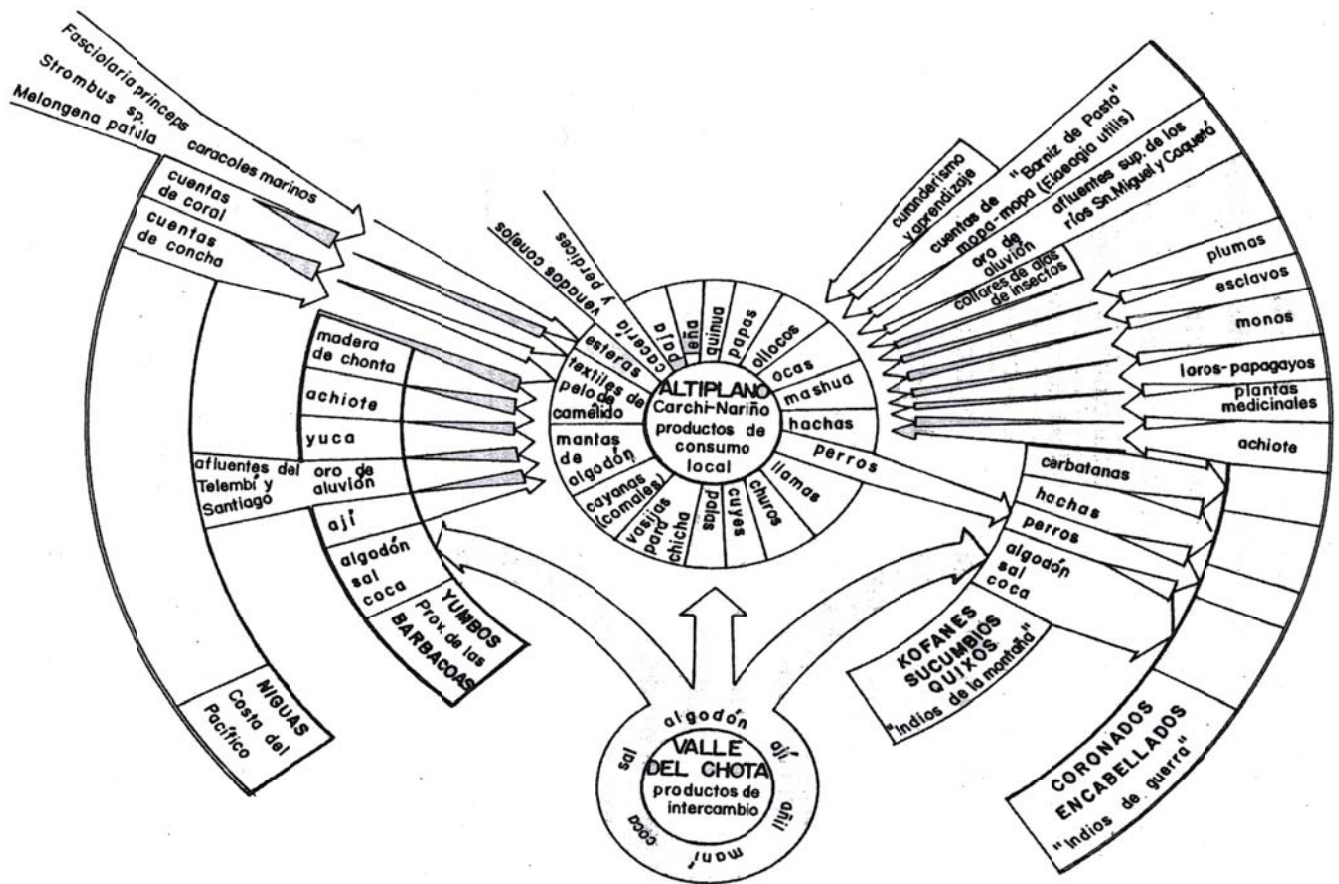 Fasciolaria princeps
Strombus sp.
Melongena patula
caracoles marinos
cuentas
de coral
cuentas
de concha
madera
de chonta
achiote
yuca
afluentes del
Telembí y
Santiago
oro de
aluvión
ají
algodón
sal
coca
YUMBOS
Prov. de las
BARBACOAS
NIGUAS
Costa del
Pacífico
venados conejos
y perdices
cacería
esteras
textiles de
pelo de
camélido
mantas
de
algodón
cayanas
(comales)
vasijas
para
chicha
palas
cuyes
churos
llamas
perros
hachas
mashua
ocas
ollocos
papas
quinua
leña
paja
ALTIPLANO
Carchi-Nariño
productos de
consumo
local
VALLE
DEL CHOTA
productos de
intercambio
algodón
ají
añil
maní
coca
sal
curanderismo
y aprendizaje
cuentas de "Barniz de Pasto"
mopa-mopa (Elaeagia utilis)
oro de
aluvión
afluentes sup. de los
ríos Sn. Miguel y Caquetá
collares de ajos
de insectos
plumas
esclavos
monos
loros-papagayos
plantas
medicinales
achiote
cerbatanas
hachas
perros
algodón
sal
coca
KOFANES
SUCUMBIOS
QUIXOS
"Indios de la montaña"
CORONADOS
ENCABELLADOS
"Indios de guerra"